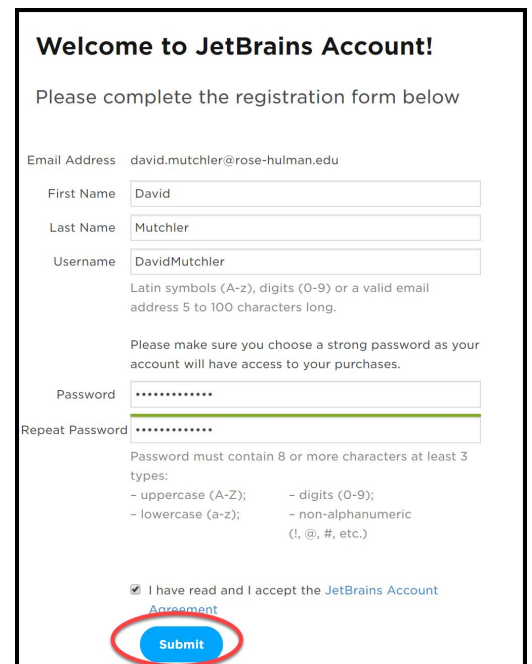 Welcome to JetBrains Account!
Please complete the registration form below
Email Address david.mutchler@rose-hulman.edu
First Name David
Last Name Mutchler
Username DavidMutchler
Latin symbols (A-z), digits (0-9) or a valid email
address 5 to 100 characters long.
Please make sure you choose a strong password as your
account will have access to your purchases.
Password •••••••••••••
Repeat Password •••••••••••••
Password must contain 8 or more characters at least 3
types:
– uppercase (A-Z); – digits (0-9);
– lowercase (a-z); – non-alphanumeric
(!, @, #, etc.)
I have read and I accept the JetBrains Account
Agreement
Submit